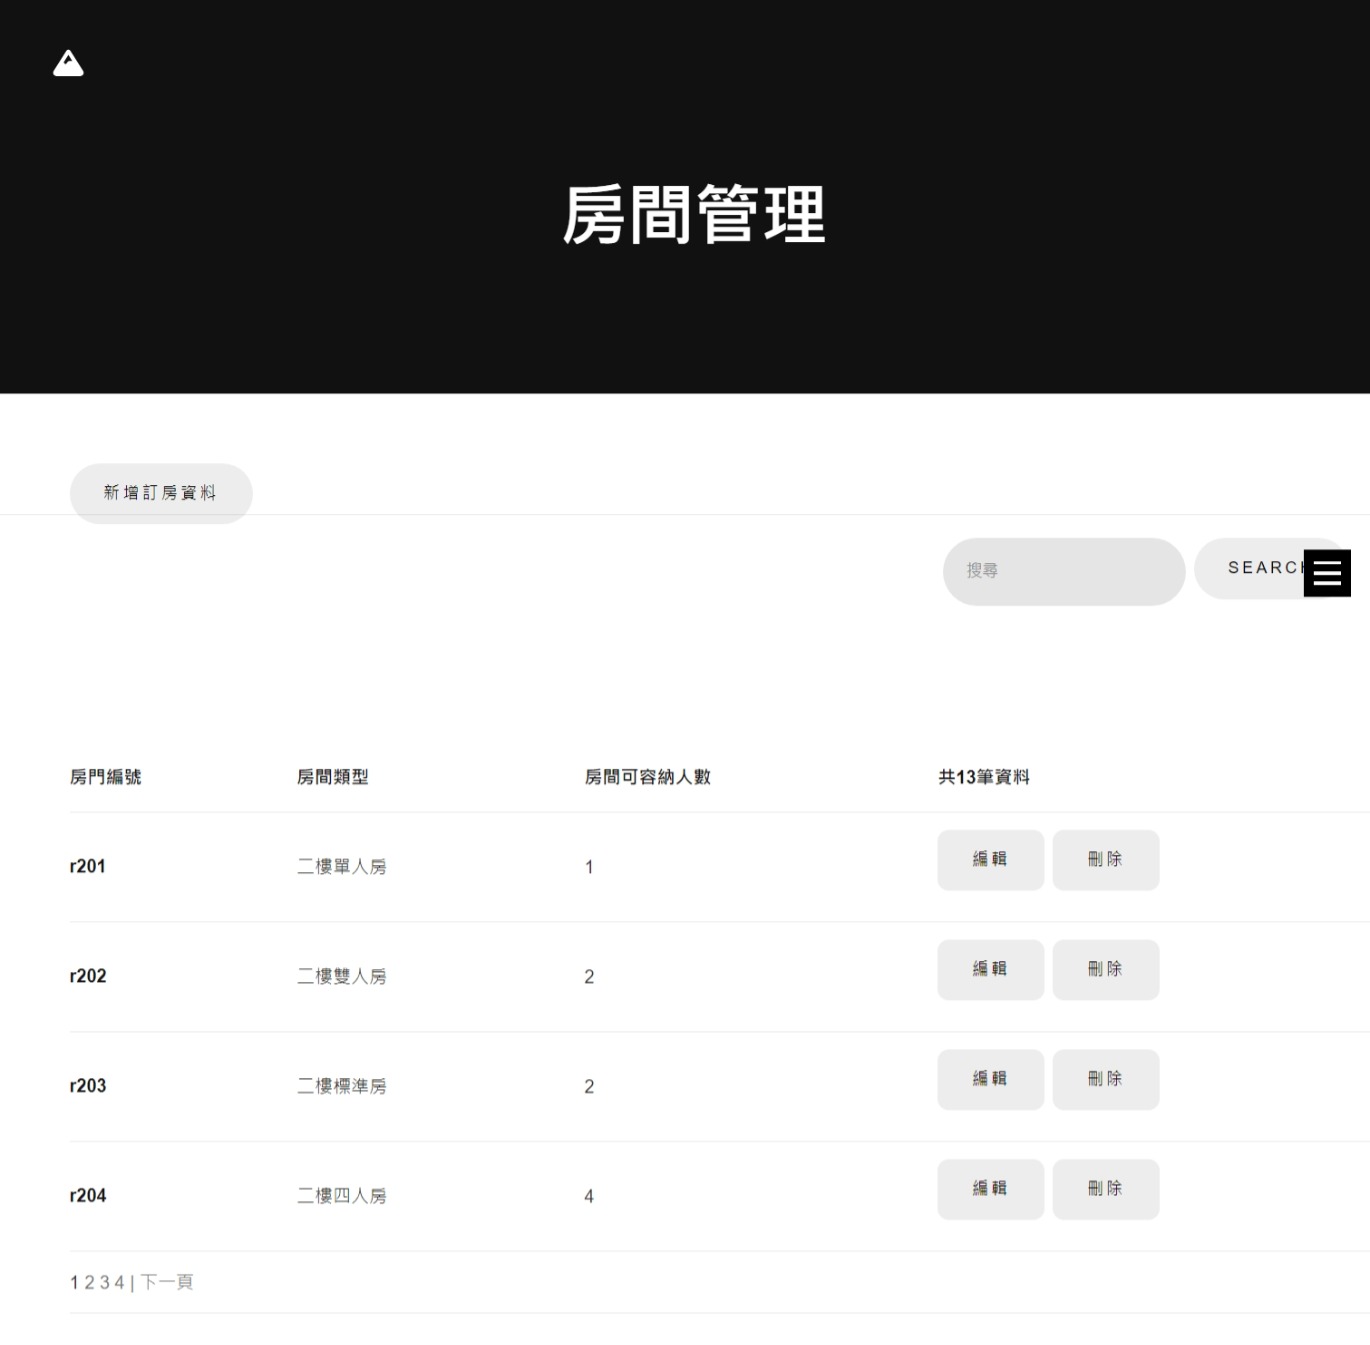 房間管理
新增訂房資料
搜尋 SEARCH
房門編號 房間類型 房間可容納人數 共13筆資料
r201 二樓單人房 1 編輯 刪除
r202 二樓雙人房 2 編輯 刪除
r203 二樓標準房 2 編輯 刪除
r204 二樓四人房 4 編輯 刪除
1 2 3 4 | 下一頁